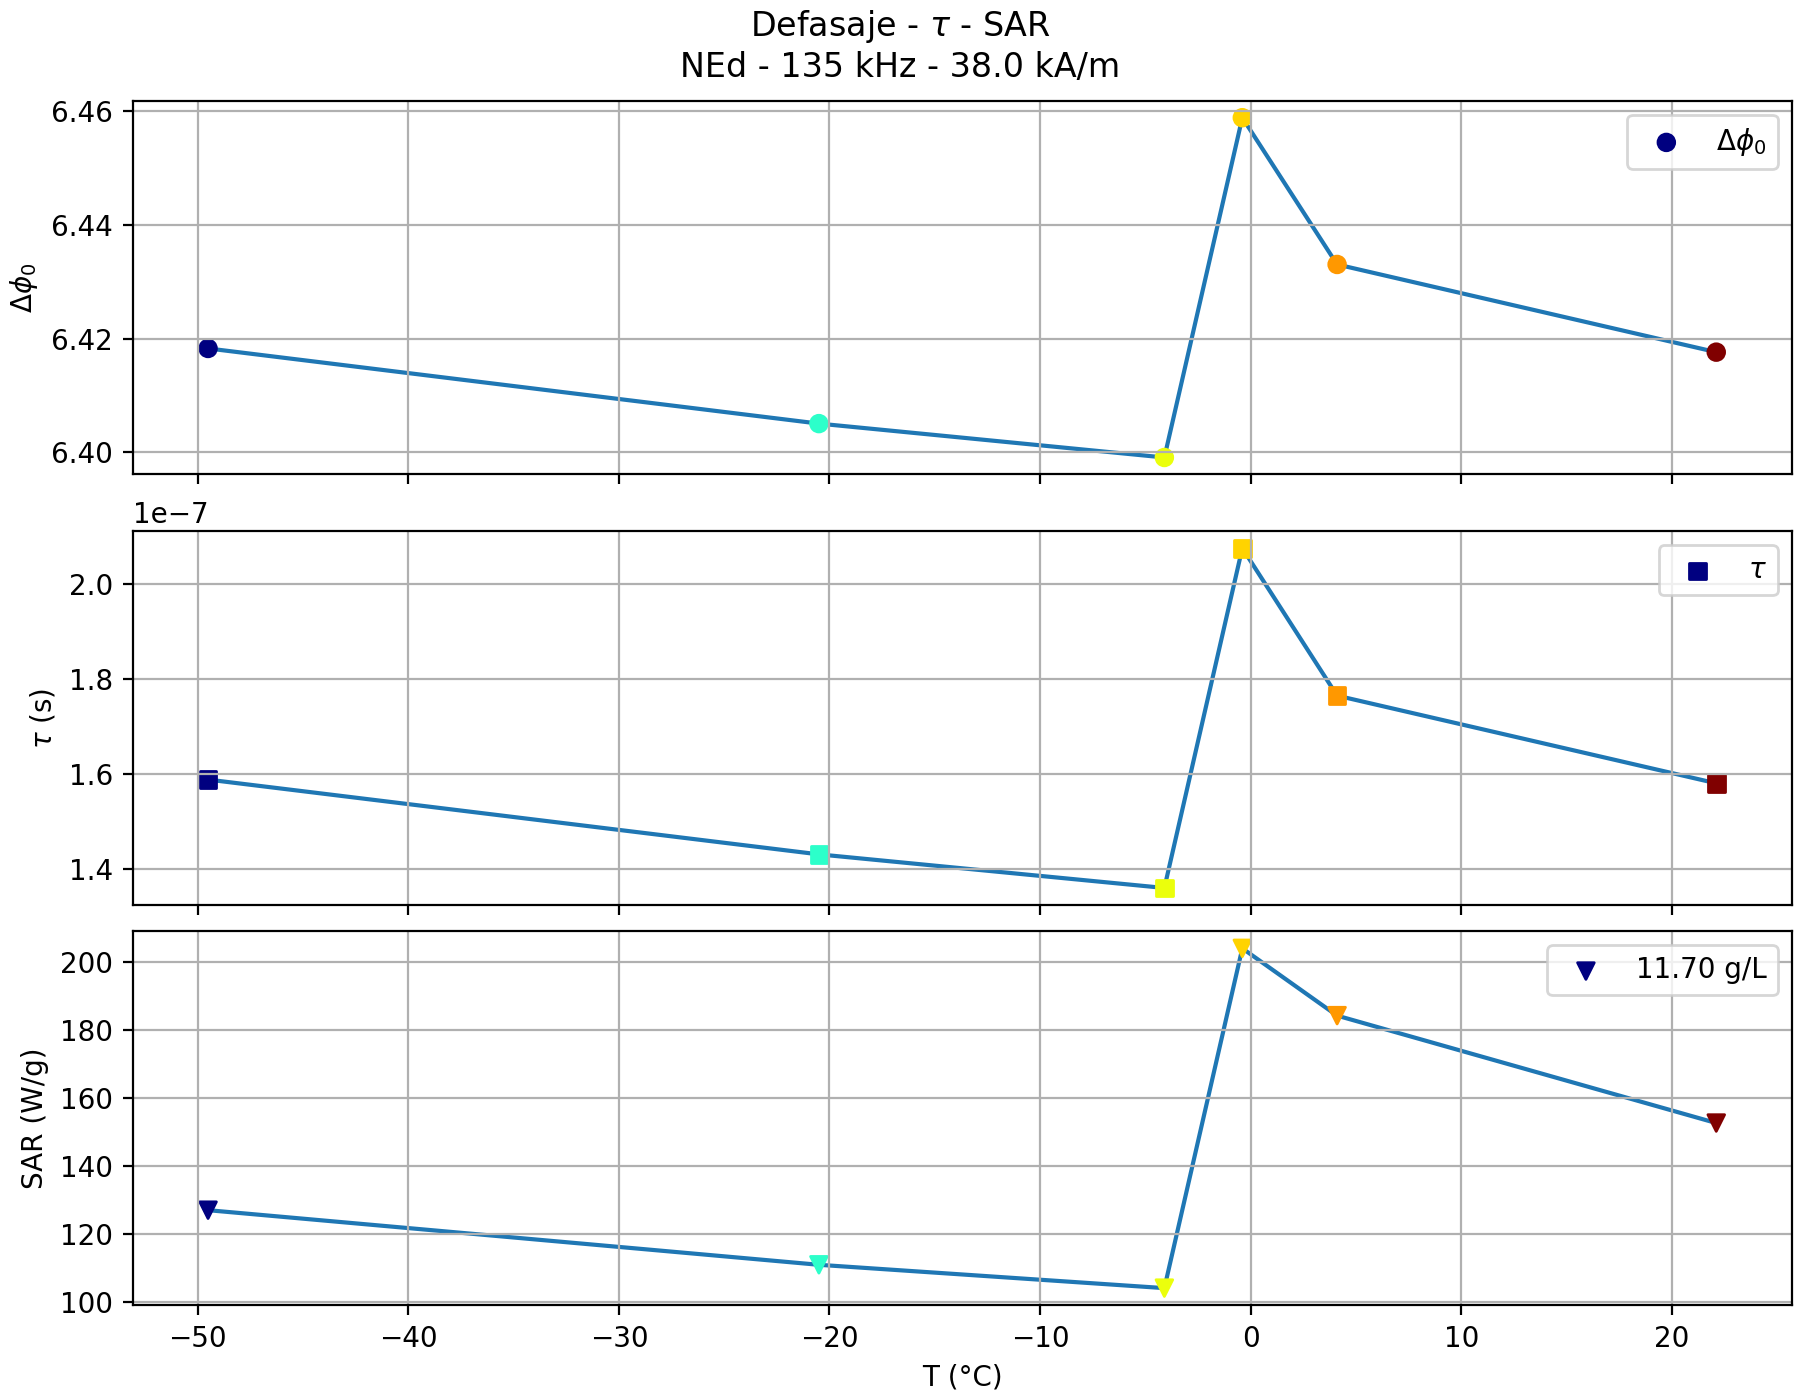 Defasaje - τ - SAR
NEd - 135 kHz - 38.0 kA/m
6.46
6.44
6.42
6.40
Δϕ₀
Δϕ₀
1e−7
2.0
1.8
1.6
1.4
τ (s)
τ
200
180
160
140
120
100
SAR (W/g)
11.70 g/L
−50 −40 −30 −20 −10 0 10 20
T (°C)